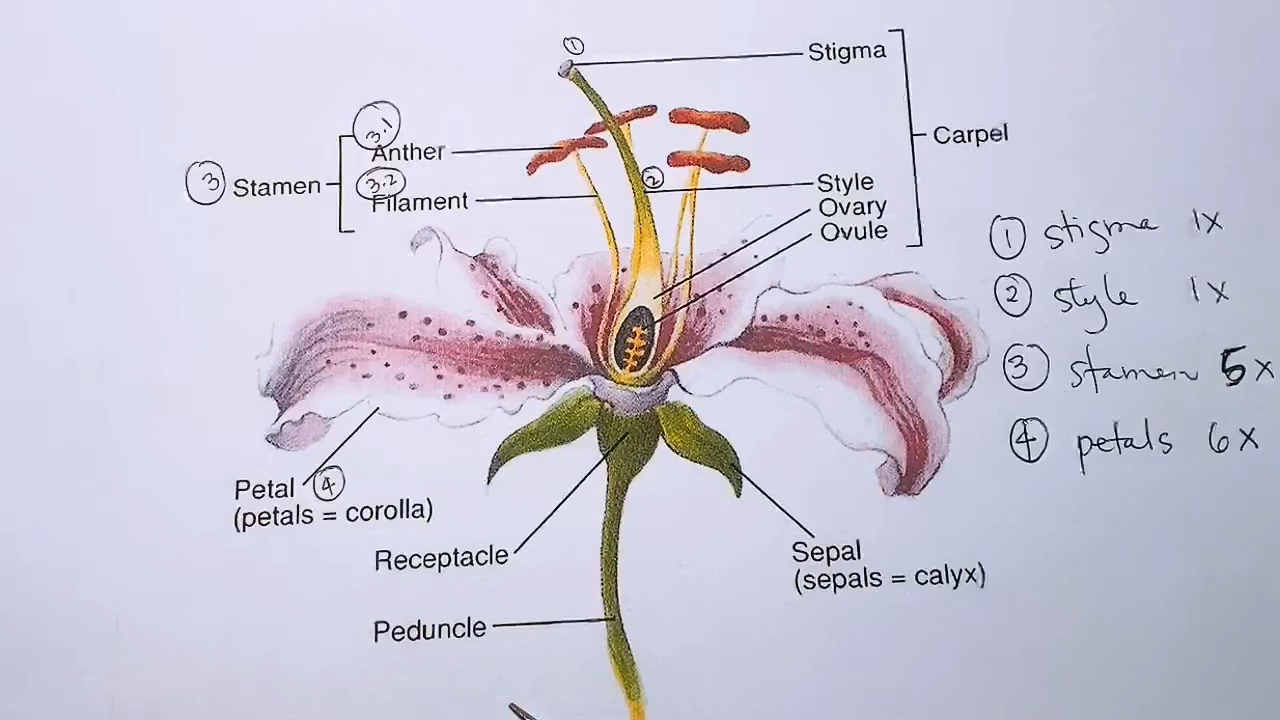 ①
Stigma
Carpel
3.1
Anther
③ Stamen
3.2
Filament
②
Style
Ovary
Ovule
① stigma 1x
② style 1x
③ stamen 5x
④ petals 6x
Petal ④
(petals = corolla)
Receptacle
Sepal
(sepals = calyx)
Peduncle